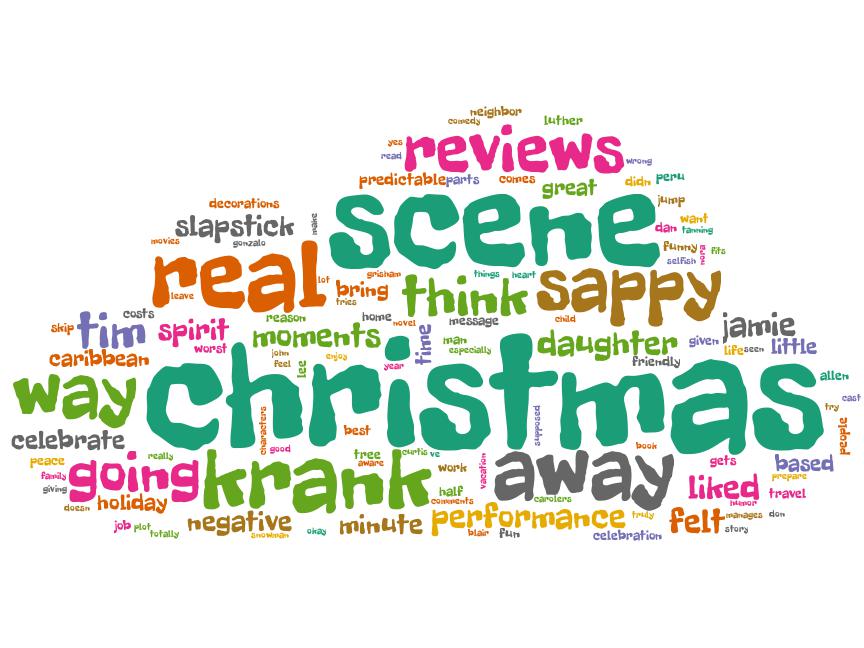 neighbor
comedy luther
yes reviews
read wrong
predictable parts comes great didn peru
decorations scene jump
slapstick make want
dan tanning
movies gonzalo funny nora fits
selfish
real lot grisham things heart sappy
leave tries bring think
skip costs tim spirit reason home novel message child jamie
worst moments time man daughter given little
caribbean john especially friendly life seen
feel lee enjoy year allen
way christmas cast
try
celebrate characters best supposed people
peace really good tree curtis ve book
family going krank aware work vacation away gets based
giving prepare
doesn holiday half comments carolers liked travel
humor
job plot negative minute performance truly felt manages don
totally snowman okay blair fun celebration story